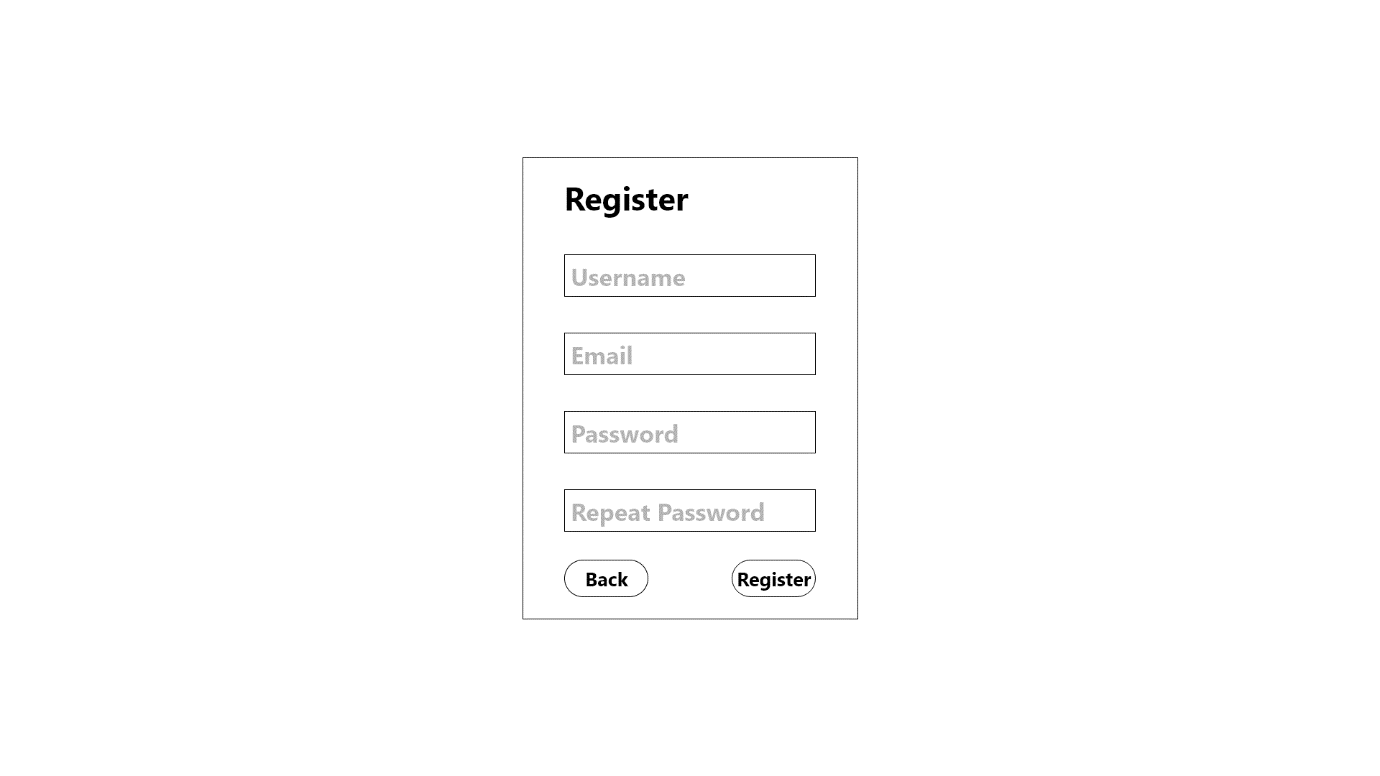 Register
Username
Email
Password
Repeat Password
Back
Register